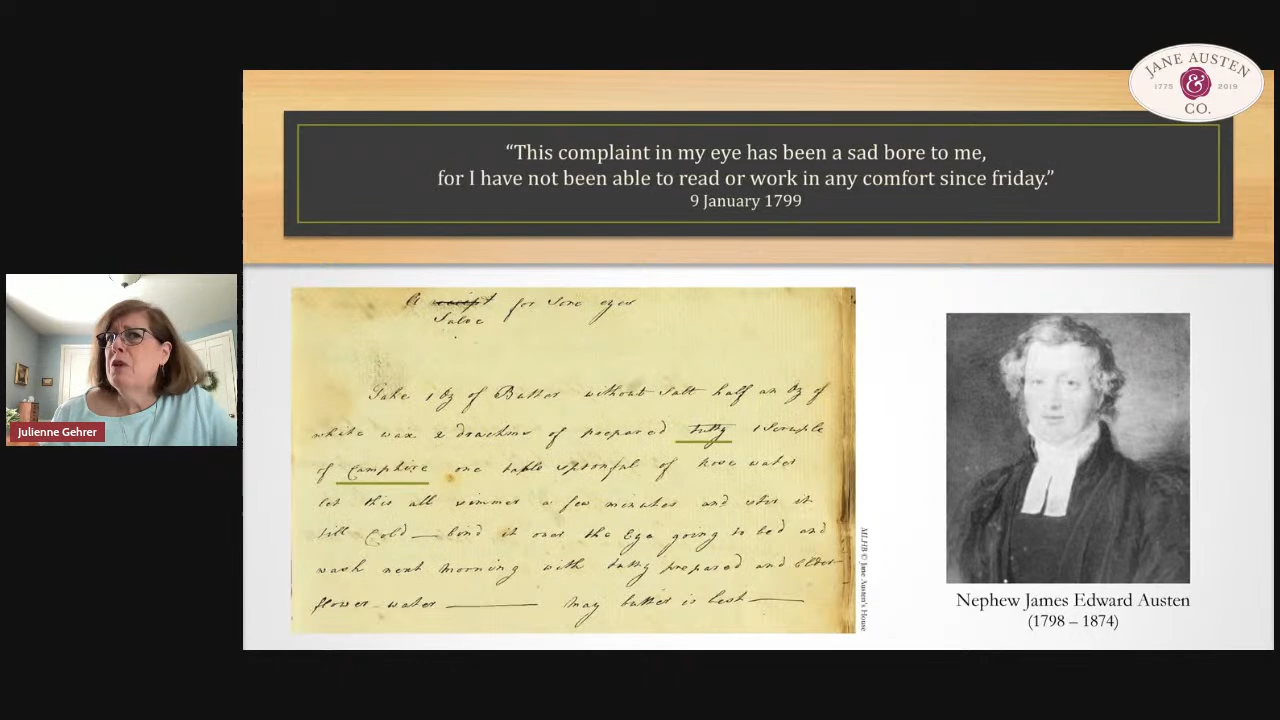 JANE AUSTEN
1775 & 2019
CO.
“This complaint in my eye has been a sad bore to me,
for I have not been able to read or work in any comfort since friday.”
9 January 1799
Julienne Gehrer
A receipt for Sore eyes
Salve
Take 1 oz of Butter without Salt half an oz of
white wax 2 drachms of prepared tutty 1 Scruple
of Camphire one table spoonful of rose water
let this all simmer a few minutes and stir it
till Cold — bind it over the Eye going to bed and
wash next morning with tutty prepared and Elder
flower-water — May butter is best —
MLHB © Jane Austen's House
Nephew James Edward Austen
(1798 – 1874)